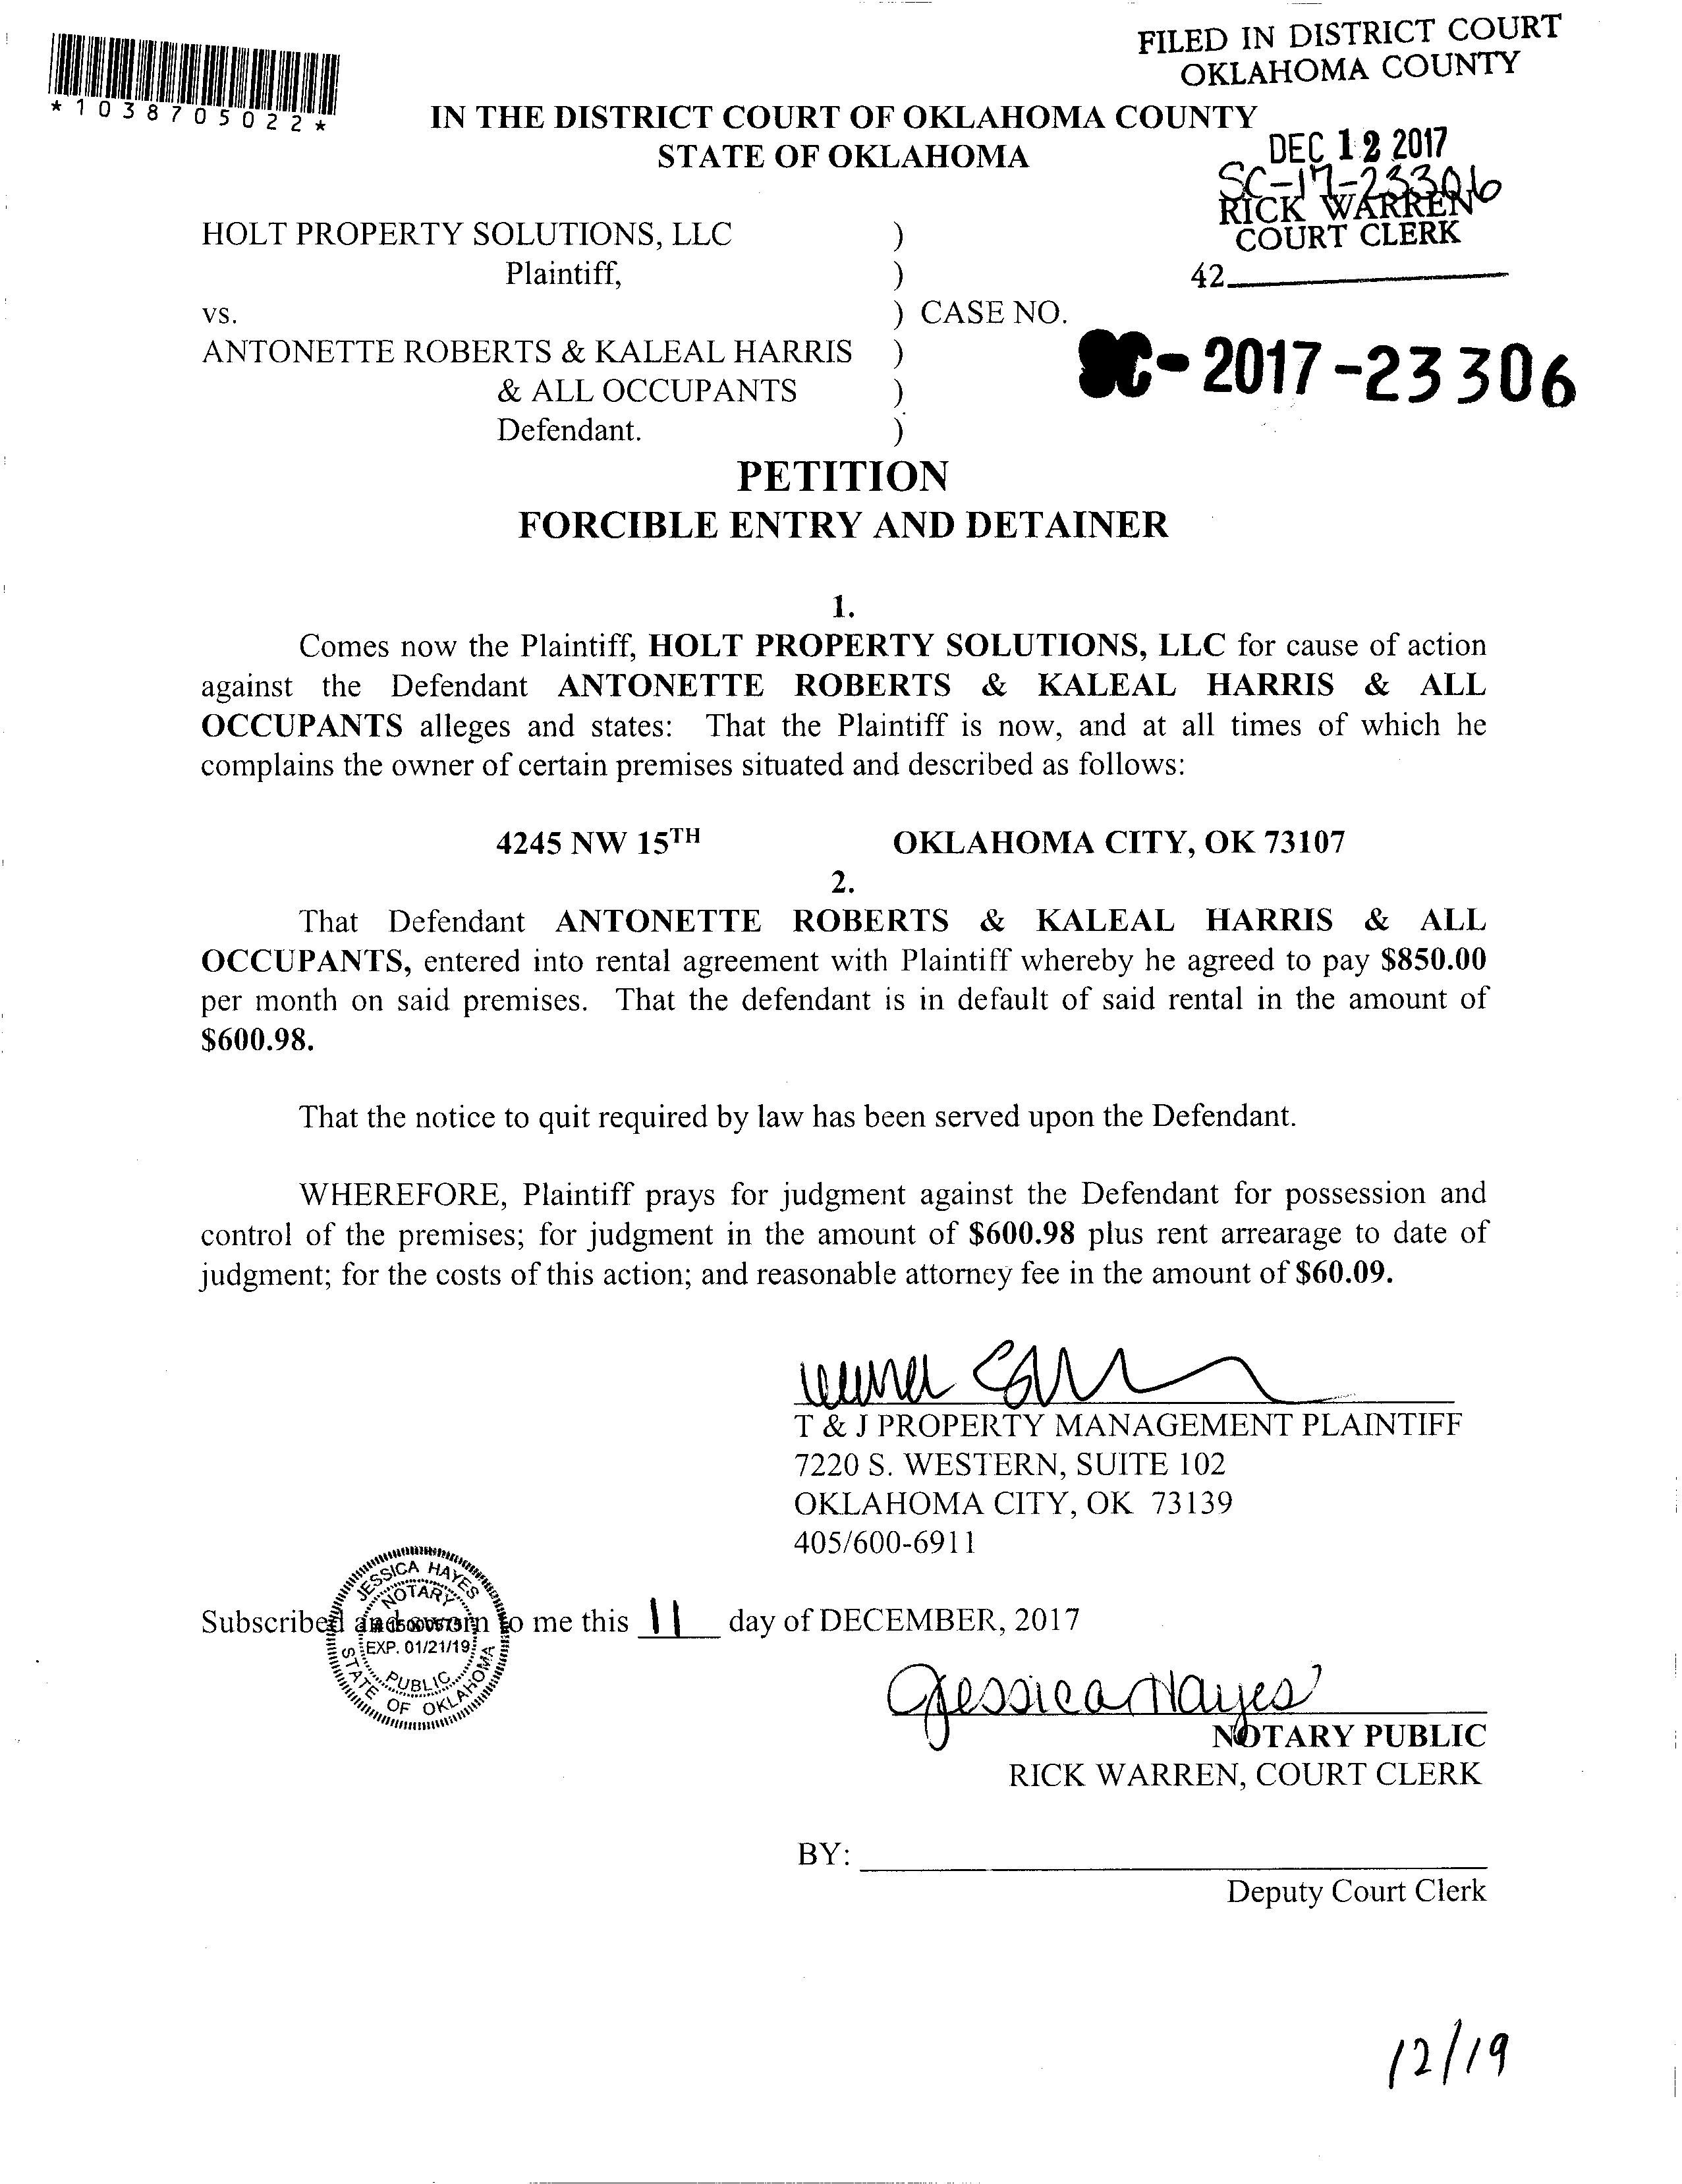 FILED IN DISTRICT COURT
OKLAHOMA COUNTY
*1038705022*
IN THE DISTRICT COURT OF OKLAHOMA COUNTY
STATE OF OKLAHOMA
DEC 12 2017
SC-17-23306
RICK WARREN
COURT CLERK
42
HOLT PROPERTY SOLUTIONS, LLC )
Plaintiff, )
vs. ) CASE NO.
ANTONETTE ROBERTS & KALEAL HARRIS )
SC-2017-23306
& ALL OCCUPANTS )
Defendant. )
PETITION
FORCIBLE ENTRY AND DETAINER
1.
Comes now the Plaintiff, HOLT PROPERTY SOLUTIONS, LLC for cause of action
against the Defendant ANTONETTE ROBERTS & KALEAL HARRIS & ALL
OCCUPANTS alleges and states: That the Plaintiff is now, and at all times of which he
complains the owner of certain premises situated and described as follows:
4245 NW 15TH OKLAHOMA CITY, OK 73107
2.
That Defendant ANTONETTE ROBERTS & KALEAL HARRIS & ALL
OCCUPANTS, entered into rental agreement with Plaintiff whereby he agreed to pay $850.00
per month on said premises. That the defendant is in default of said rental in the amount of
$600.98.
That the notice to quit required by law has been served upon the Defendant.
WHEREFORE, Plaintiff prays for judgment against the Defendant for possession and
control of the premises; for judgment in the amount of $600.98 plus rent arrearage to date of
judgment; for the costs of this action; and reasonable attorney fee in the amount of $60.09.
T & J PROPERTY MANAGEMENT PLAINTIFF
7220 S. WESTERN, SUITE 102
OKLAHOMA CITY, OK 73139
405/600-6911
JESSICA HAYES
NOTARY
Subscribed and sworn to me this 11 day of DECEMBER, 2017
EXP. 01/21/19
PUBLIC
STATE OF OKLAHOMA
Jessica Hayes
NOTARY PUBLIC
RICK WARREN, COURT CLERK
BY:
Deputy Court Clerk
12/19